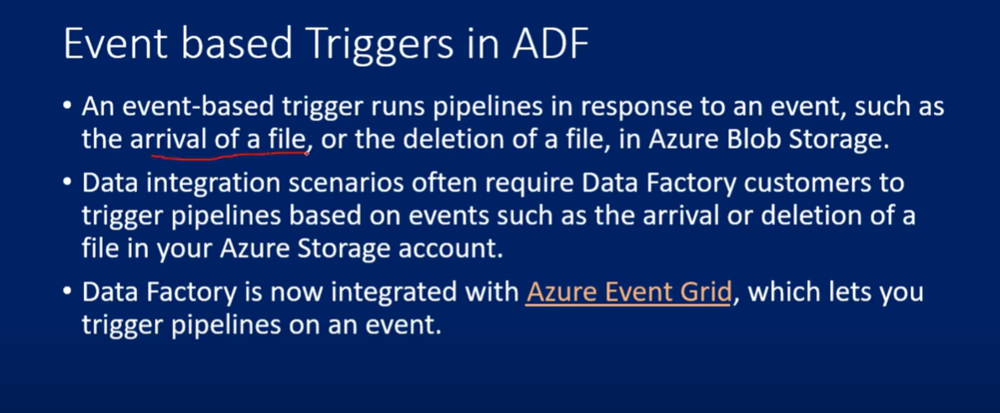 Event based Triggers in ADF
• An event-based trigger runs pipelines in response to an event, such as
the arrival of a file, or the deletion of a file, in Azure Blob Storage.
• Data integration scenarios often require Data Factory customers to
trigger pipelines based on events such as the arrival or deletion of a
file in your Azure Storage account.
• Data Factory is now integrated with Azure Event Grid, which lets you
trigger pipelines on an event.